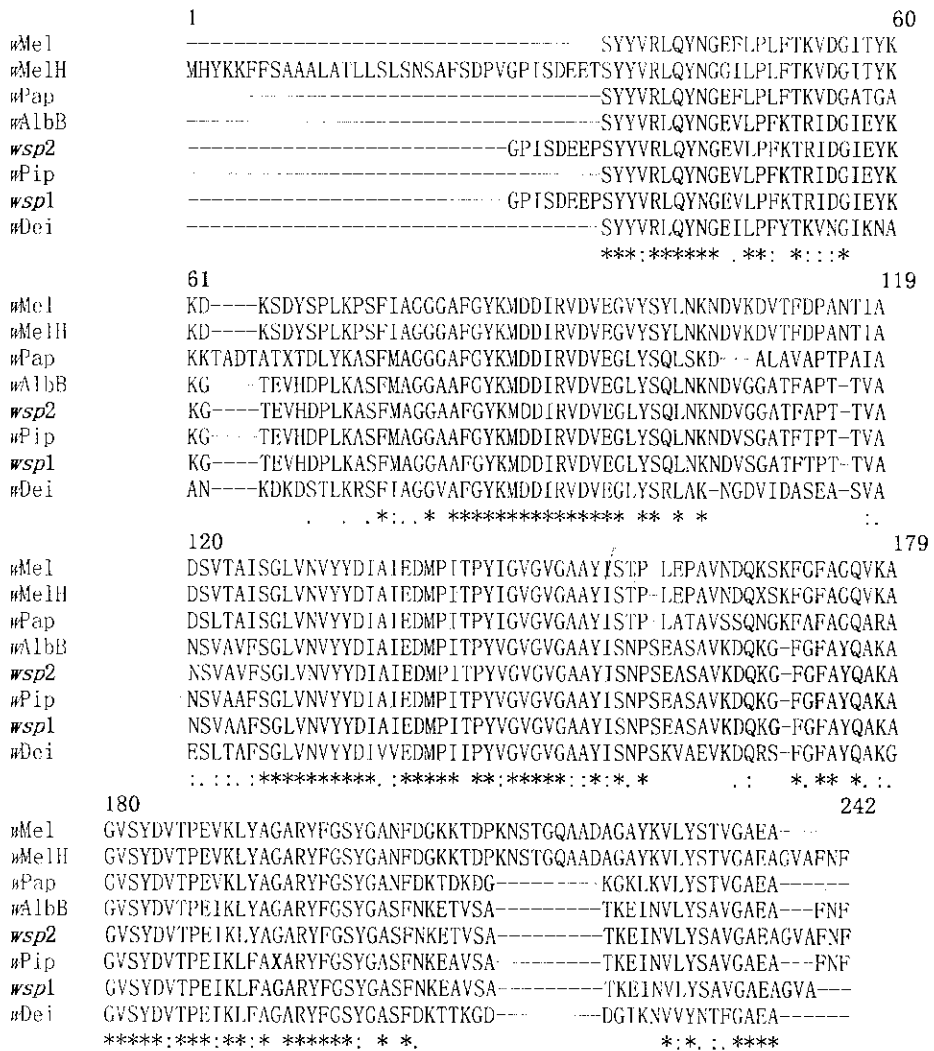 1 60
wMel ----------------------------------- --SYYVRLQYNGEFLPLFTKVDGITYK
wMelH MHYKKFFSAAALATLLSLSNSAFSDPVGPISDEETSYYVRLQYNGGILPLFTKVDGITYK
wPap -----------------------------------SYYVRLQYNGEFLPLFTKVDGATGA
wAlbB -----------------------------------SYYVRLQYNGEVLPFKTRIDGIEYK
wsp2 ---------------------------GPISDEEPSYYVRLQYNGEVLPFKTRIDGIEYK
wPip -----------------------------------SYYVRLQYNGEVLPFKTRIDGIEYK
wsp1 ---------------------------GPISDEEPSYYVRLQYNGEVLPFKTRIDGIEYK
wDei -----------------------------------SYYVRLQYNGEILPFYTKVNGIKNA
***:****** .**: *:::*
61 119
wMel KD----KSDYSPLKPSFIAGGGAFGYKMDDIRVDVEGVYSYLNKNDVKDVTFDPANTIA
wMelH KD----KSDYSPLKPSFIAGGGAFGYKMDDIRVDVEGVYSYLNKNDVKDVTFDPANTIA
wPap KKTADTATXTDLYKASFMAGGGAFGYKMDDIRVDVEGLYSQLSKD---ALAVAPTPAIA
wAlbB KG----TEVHDPLKASFMAGGAAFGYKMDDIRVDVEGLYSQLNKNDVGGATFAPT-TVA
wsp2 KG----TEVHDPLKASFMAGGAAFGYKMDDIRVDVEGLYSQLNKNDVGGATFAPT-TVA
wPip KG----TEVHDPLKASFMAGGAAFGYKMDDIRVDVEGLYSQLNKNDVSGATFTPT-TVA
wsp1 KG----TEVHDPLKASFMAGGAAFGYKMDDIRVDVEGLYSQLNKNDVSGATFTPT-TVA
wDei AN----KDKDSTLKRSFIAGGVAFGYKMDDIRVDVEGLYSRLAK-NGDVIDASEA-SVA
. . .*:..* *************** ** * * :.
120 179
wMel DSVTAISGLVNVYYDIAIEDMPITPYIGVGVGAAYISTP-LEPAVNDQKSKFGFAGQVKA
wMelH DSVTAISGLVNVYYDIAIEDMPITPYIGVGVGAAYISTP-LEPAVNDQXSKFGFAGQVKA
wPap DSLTAISGLVNVYYDIAIEDMPITPYIGVGVGAAYISTP-LATAVSSQNGKFAFAGQARA
wAlbB NSVAVFSGLVNVYYDIAIEDMPITPYVGVGVGAAYISNPSEASAVKDQKG-FGFAYQAKA
wsp2 NSVAVFSGLVNVYYDIAIEDMPITPYVGVGVGAAYISNPSEASAVKDQKG-FGFAYQAKA
wPip NSVAAFSGLVNVYYDIAIEDMPITPYVGVGVGAAYISNPSEASAVKDQKG-FGFAYQAKA
wsp1 NSVAAFSGLVNVYYDIAIEDMPITPYVGVGVGAAYISNPSEASAVKDQKG-FGFAYQAKA
wDei ESLTAFSGLVNVYYDIVVEDMPIIPYVGVGVGAAYISNPSKVAEVKDQRS-FGFAYQAKG
:.::.:**********.:***** **:*****::*:*.* .: *.** *.:.
180 242
wMel GVSYDVTPEVKLYAGARYFGSYGANFDGKKTDPKNSTGQAADAGAYKVLYSTVGAEA- --
wMelH GVSYDVTPEVKLYAGARYFGSYGANFDGKKTDPKNSTGQAADAGAYKVLYSTVGAEAGVAFNF
wPap GVSYDVTPEVKLYAGARYFGSYGANFDKTDKDG---------KGKLKVLYSTVGAEA------
wAlbB GVSYDVTPEIKLYAGARYFGSYGASFNKETVSA---------TKEINVLYSAVGAEA---FNF
wsp2 GVSYDVTPEIKLYAGARYFGSYGASFNKETVSA---------TKEINVLYSAVGAEAGVAFNF
wPip GVSYDVTPEIKLFAXARYFGSYGASFNKEAVSA---------TKEINVLYSAVGAEA---FNF
wsp1 GVSYDVTPEIKLFAGARYFGSYGASFNKEAVSA---------TKEINVLYSAVGAEAGVA---
wDei GVSYDVTPEIKLFAGARYFGSYGASFDKTTKGD---------DGIKNVVYNTFGAEA------
*****:***:**:* ******:* *. *:*.:.****